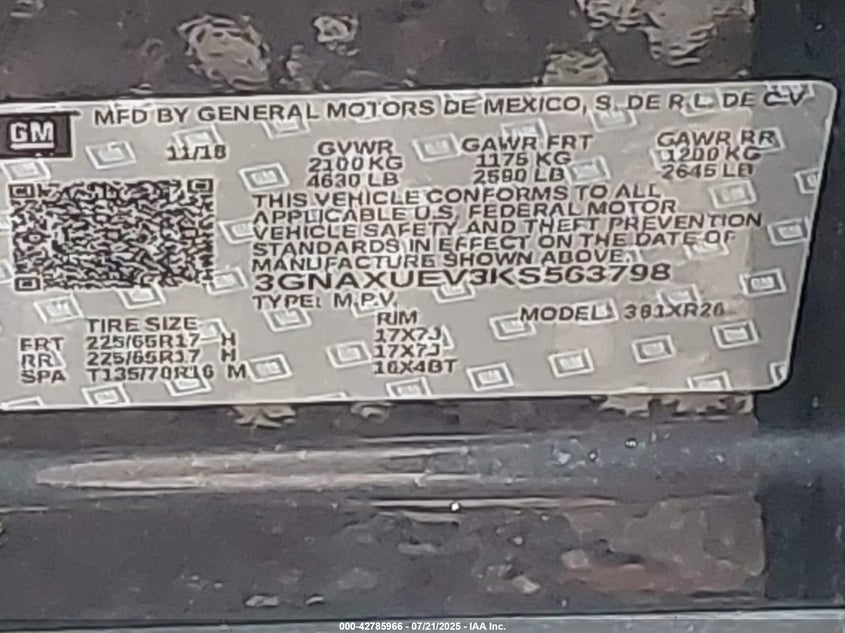 MFD BY GENERAL MOTORS DE MEXICO, S. DE R.L. DE C.V
GM
11/18 GVWR GAWR FRT GAWR RR
2100 KG 1175 KG 1200 KG
4630 LB 2590 LB 2645 LB
THIS VEHICLE CONFORMS TO ALL
APPLICABLE U.S. FEDERAL MOTOR
VEHICLE SAFETY AND THEFT PREVENTION
STANDARDS IN EFFECT ON THE DATE OF
MANUFACTURE SHOWN ABOVE.
3GNAXUEV3KS563798
TYPE: M.P.V.
TIRE SIZE RIM MODEL: 361XR26
FRT 225/65R17 H 17X7J
RR 225/65R17 H 17X7J
SPA T135/70R16 M 16X4BT
000-42785966 - 07/21/2025 - IAA Inc.